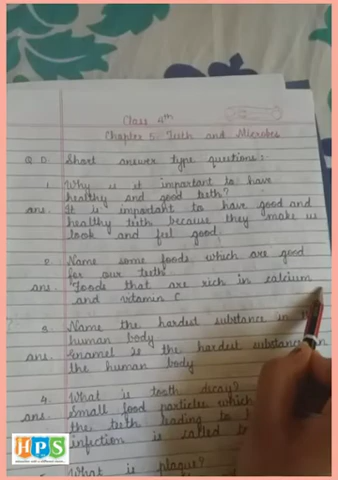 Class 4th
Chapter 5 Teeth and Microbes
Q D. Short answer type questions:-
1. Why is it important to have
healthy and good teeth?
ans. It is important to have good and
healthy teeth because they make us
look and feel good.
2. Name some foods which are good
for our teeth
ans. Foods that are rich in calcium
and vitamin C
3. Name the hardest substance in
human body
ans. Enamel is the hardest substance in
the human body
4. What is tooth decay?
ans. Small food particles which
the teeth leading to
infection is called
5. What is plaque?
HPS